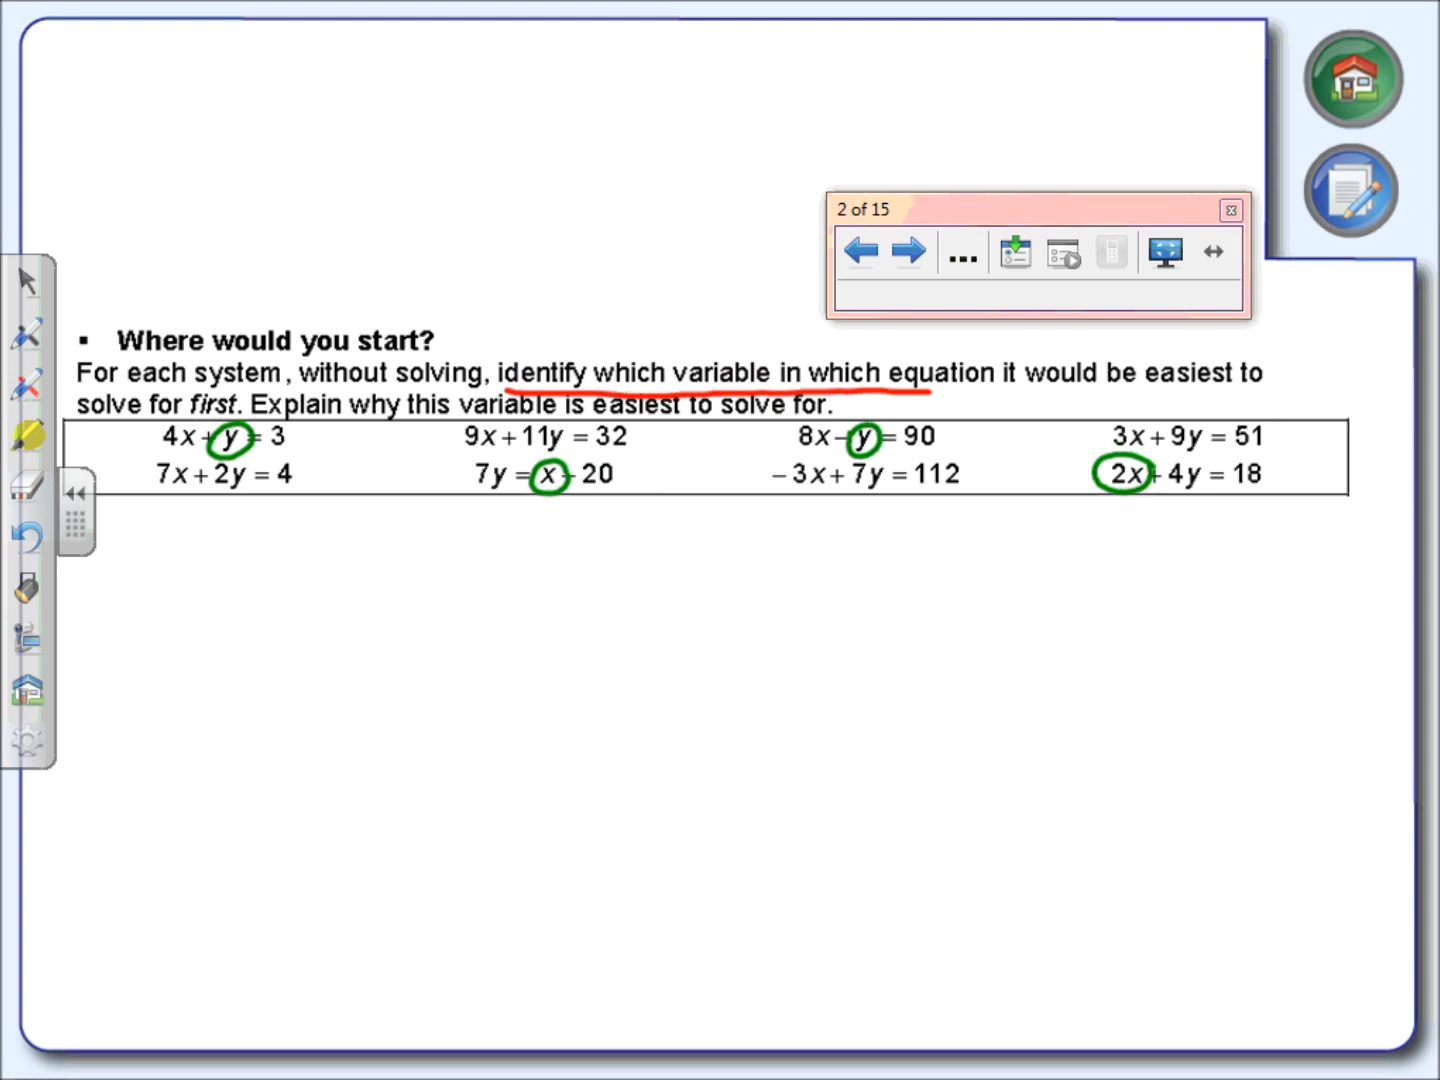 2 of 15
▪ Where would you start?
For each system, without solving, identify which variable in which equation it would be easiest to
solve for first. Explain why this variable is easiest to solve for.
4x + y = 3 9x + 11y = 32 8x − y = 90 3x + 9y = 51
7x + 2y = 4 7y = x 20 − 3x + 7y = 112 2x + 4y = 18